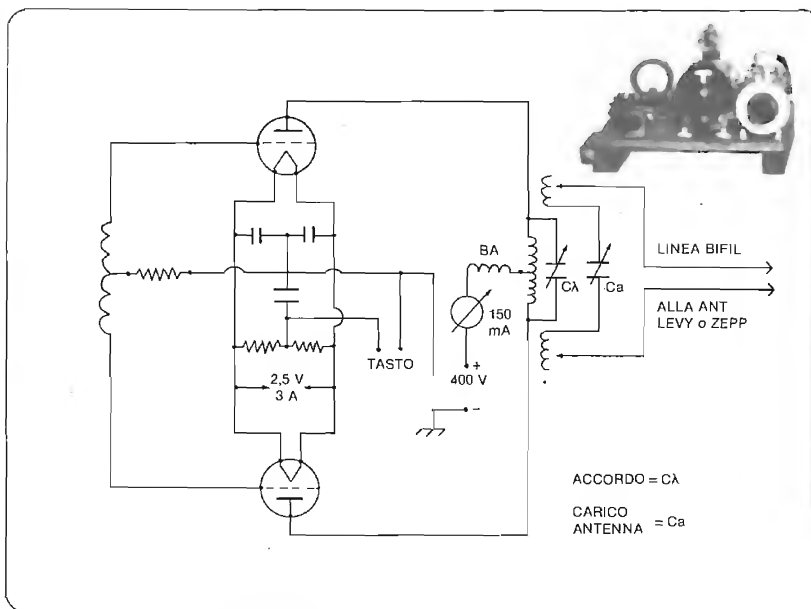 BA
Cλ
Ca
LINEA BIFIL
150
mA
ALLA ANT
LEVY o ZEPP
TASTO
+
400 V
-
2,5 V
3 A
ACCORDO = Cλ
CARICO
ANTENNA = Ca